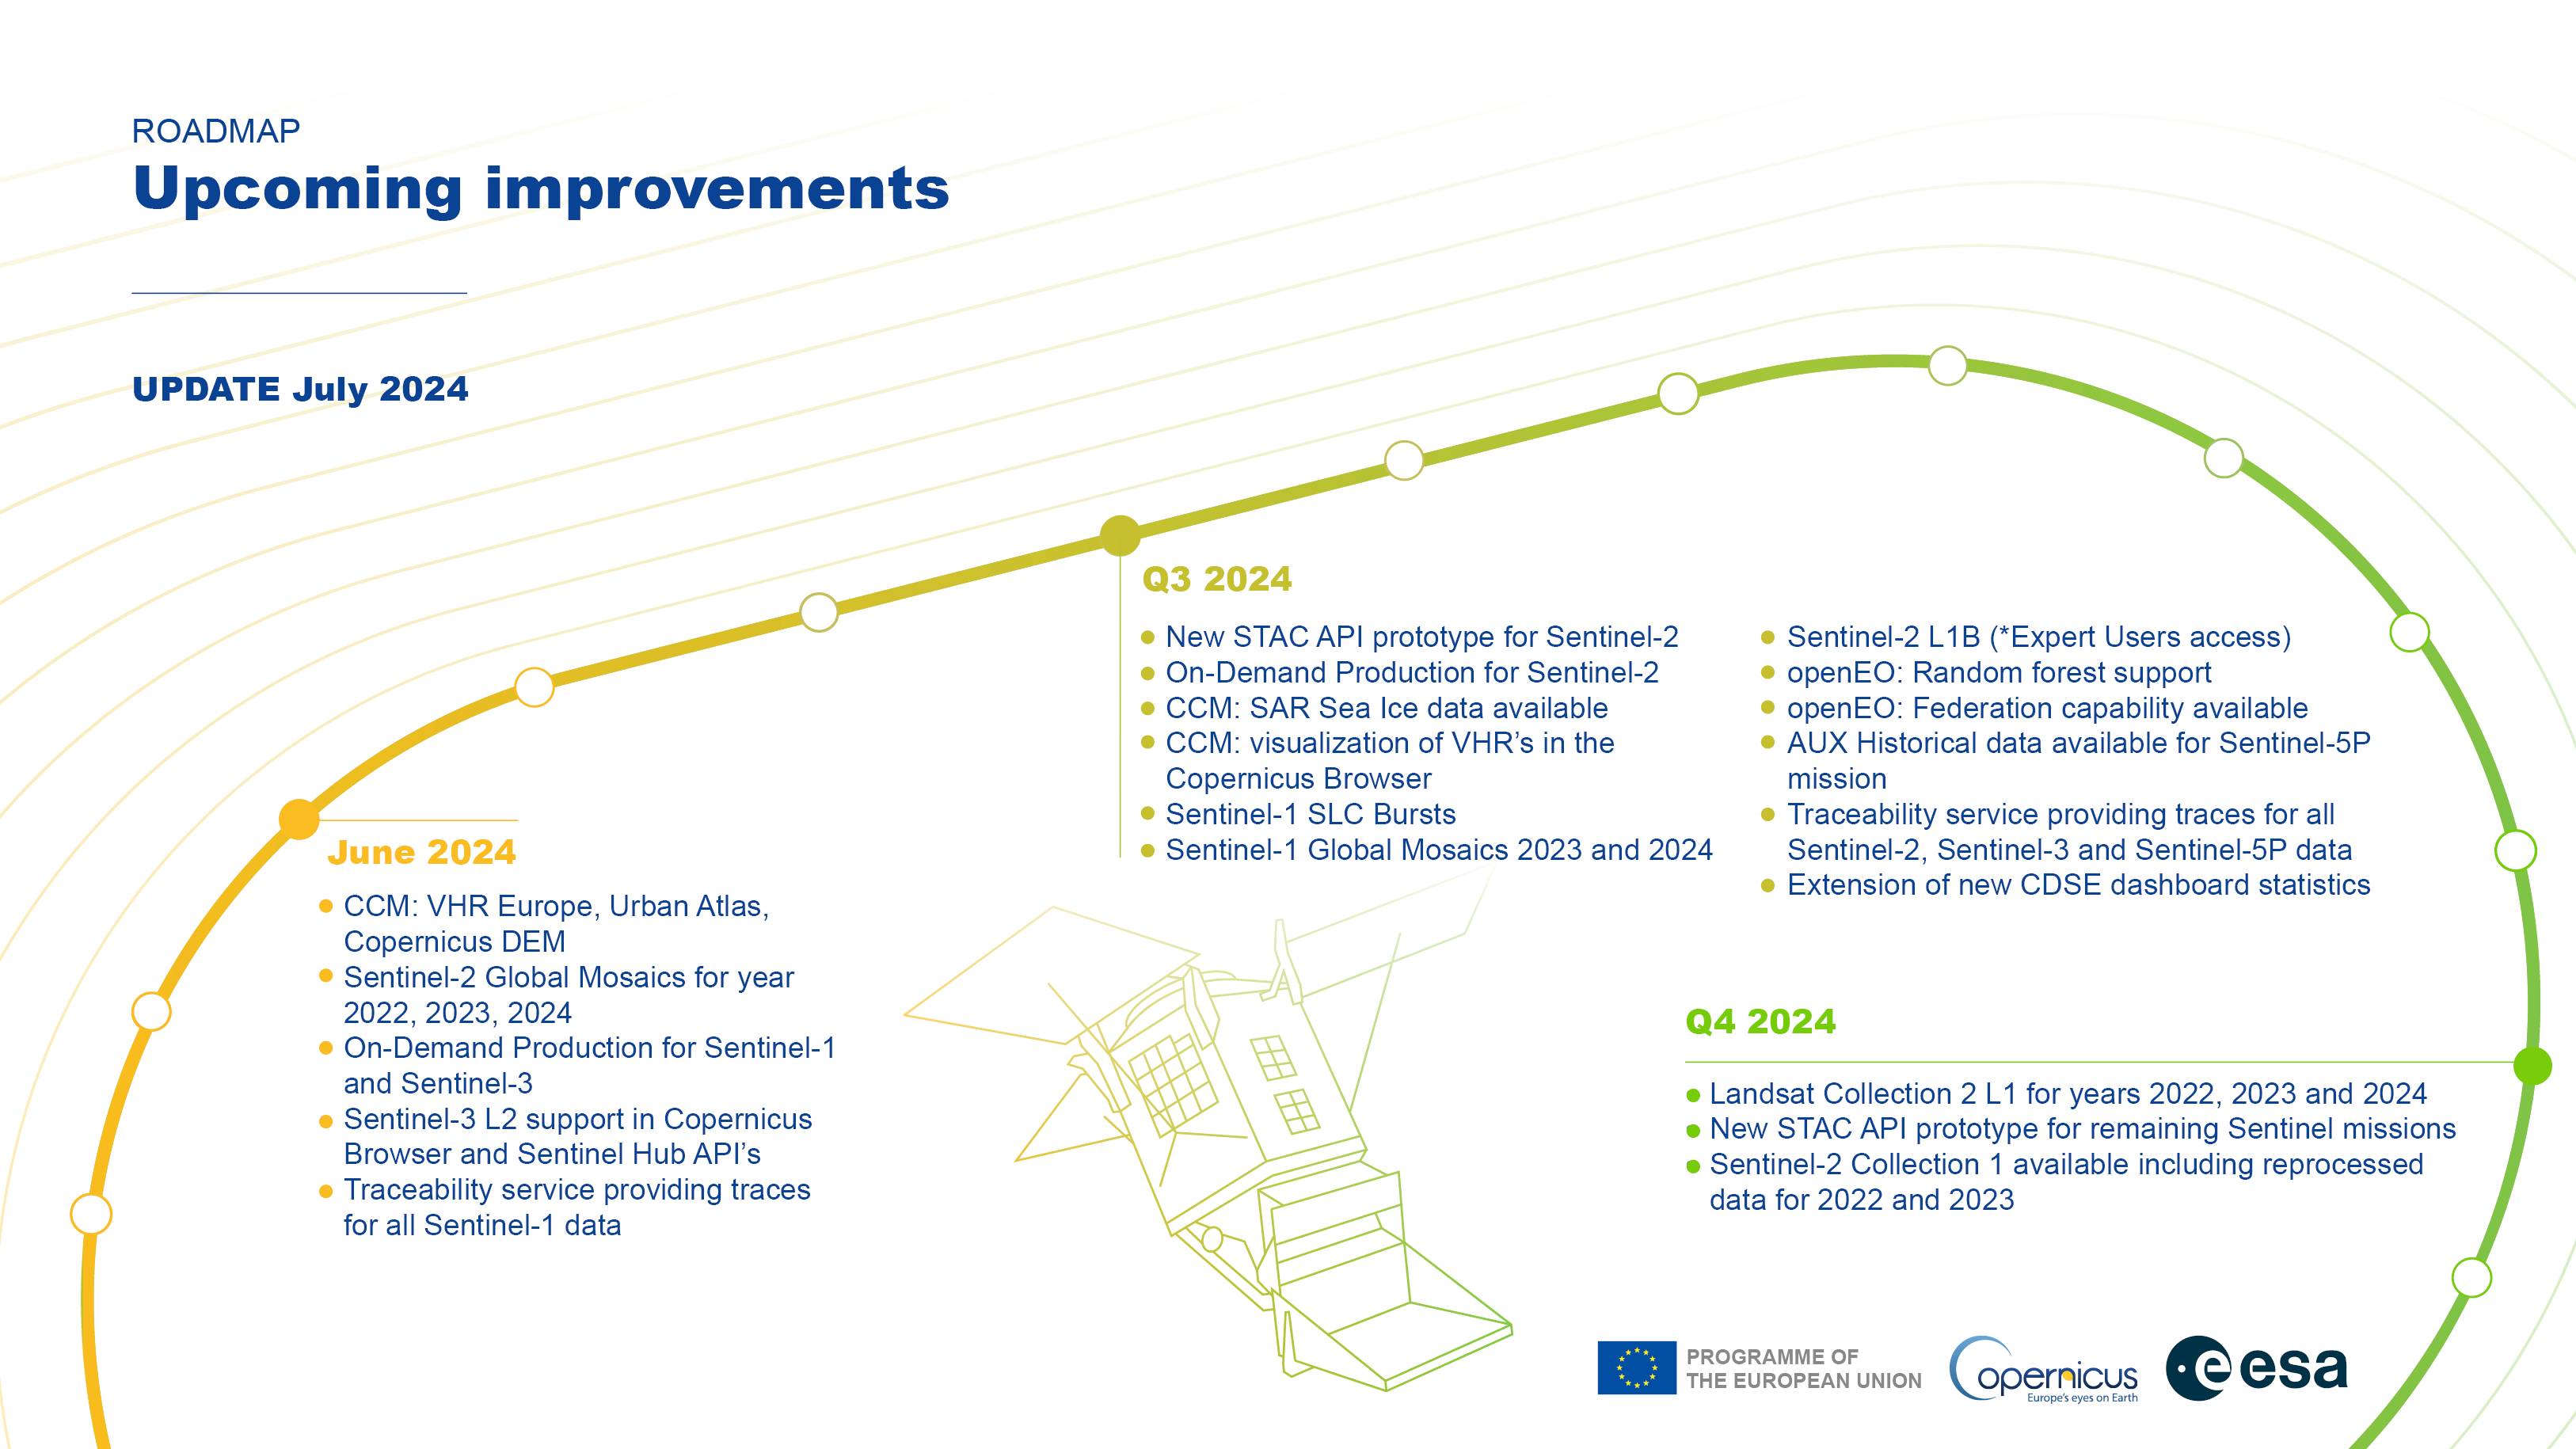 ROADMAP
Upcoming improvements
UPDATE July 2024
June 2024
CCM: VHR Europe, Urban Atlas,
Copernicus DEM
Sentinel-2 Global Mosaics for year
2022, 2023, 2024
On-Demand Production for Sentinel-1
and Sentinel-3
Sentinel-3 L2 support in Copernicus
Browser and Sentinel Hub API’s
Traceability service providing traces
for all Sentinel-1 data
Q3 2024
New STAC API prototype for Sentinel-2
On-Demand Production for Sentinel-2
CCM: SAR Sea Ice data available
CCM: visualization of VHR’s in the
Copernicus Browser
Sentinel-1 SLC Bursts
Sentinel-1 Global Mosaics 2023 and 2024
Sentinel-2 L1B (*Expert Users access)
openEO: Random forest support
openEO: Federation capability available
AUX Historical data available for Sentinel-5P
mission
Traceability service providing traces for all
Sentinel-2, Sentinel-3 and Sentinel-5P data
Extension of new CDSE dashboard statistics
Q4 2024
Landsat Collection 2 L1 for years 2022, 2023 and 2024
New STAC API prototype for remaining Sentinel missions
Sentinel-2 Collection 1 available including reprocessed
data for 2022 and 2023
PROGRAMME OF
THE EUROPEAN UNION
Copernicus
Europe's eyes on Earth
esa